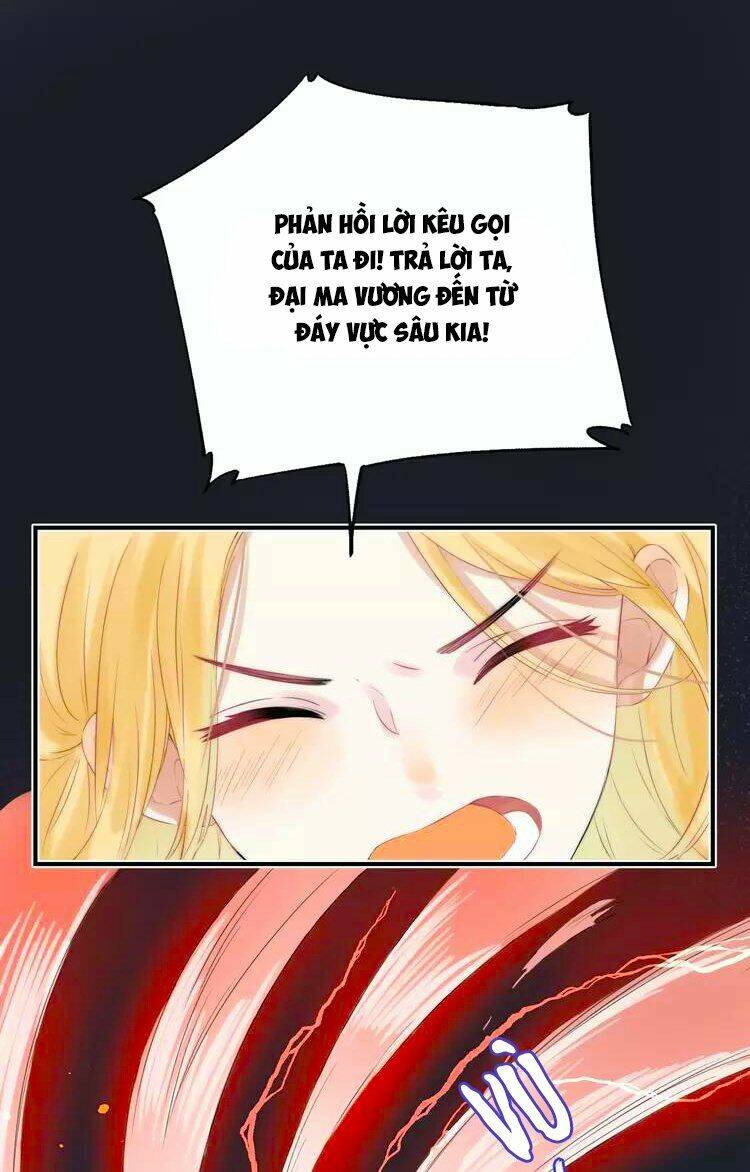 PHẢN HỒI LỜI KÊU GỌI
CỦA TA ĐI! TRẢ LỜI TA,
ĐẠI MA VƯƠNG ĐẾN TỪ
ĐÁY VỰC SÂU KIA!
VÙ